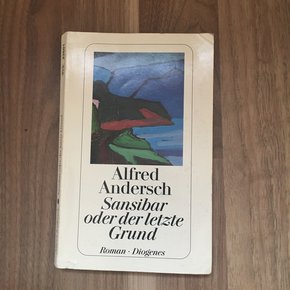 Alfred
Andersch
Sansibar
oder der letzte
Grund
Roman · Diogenes